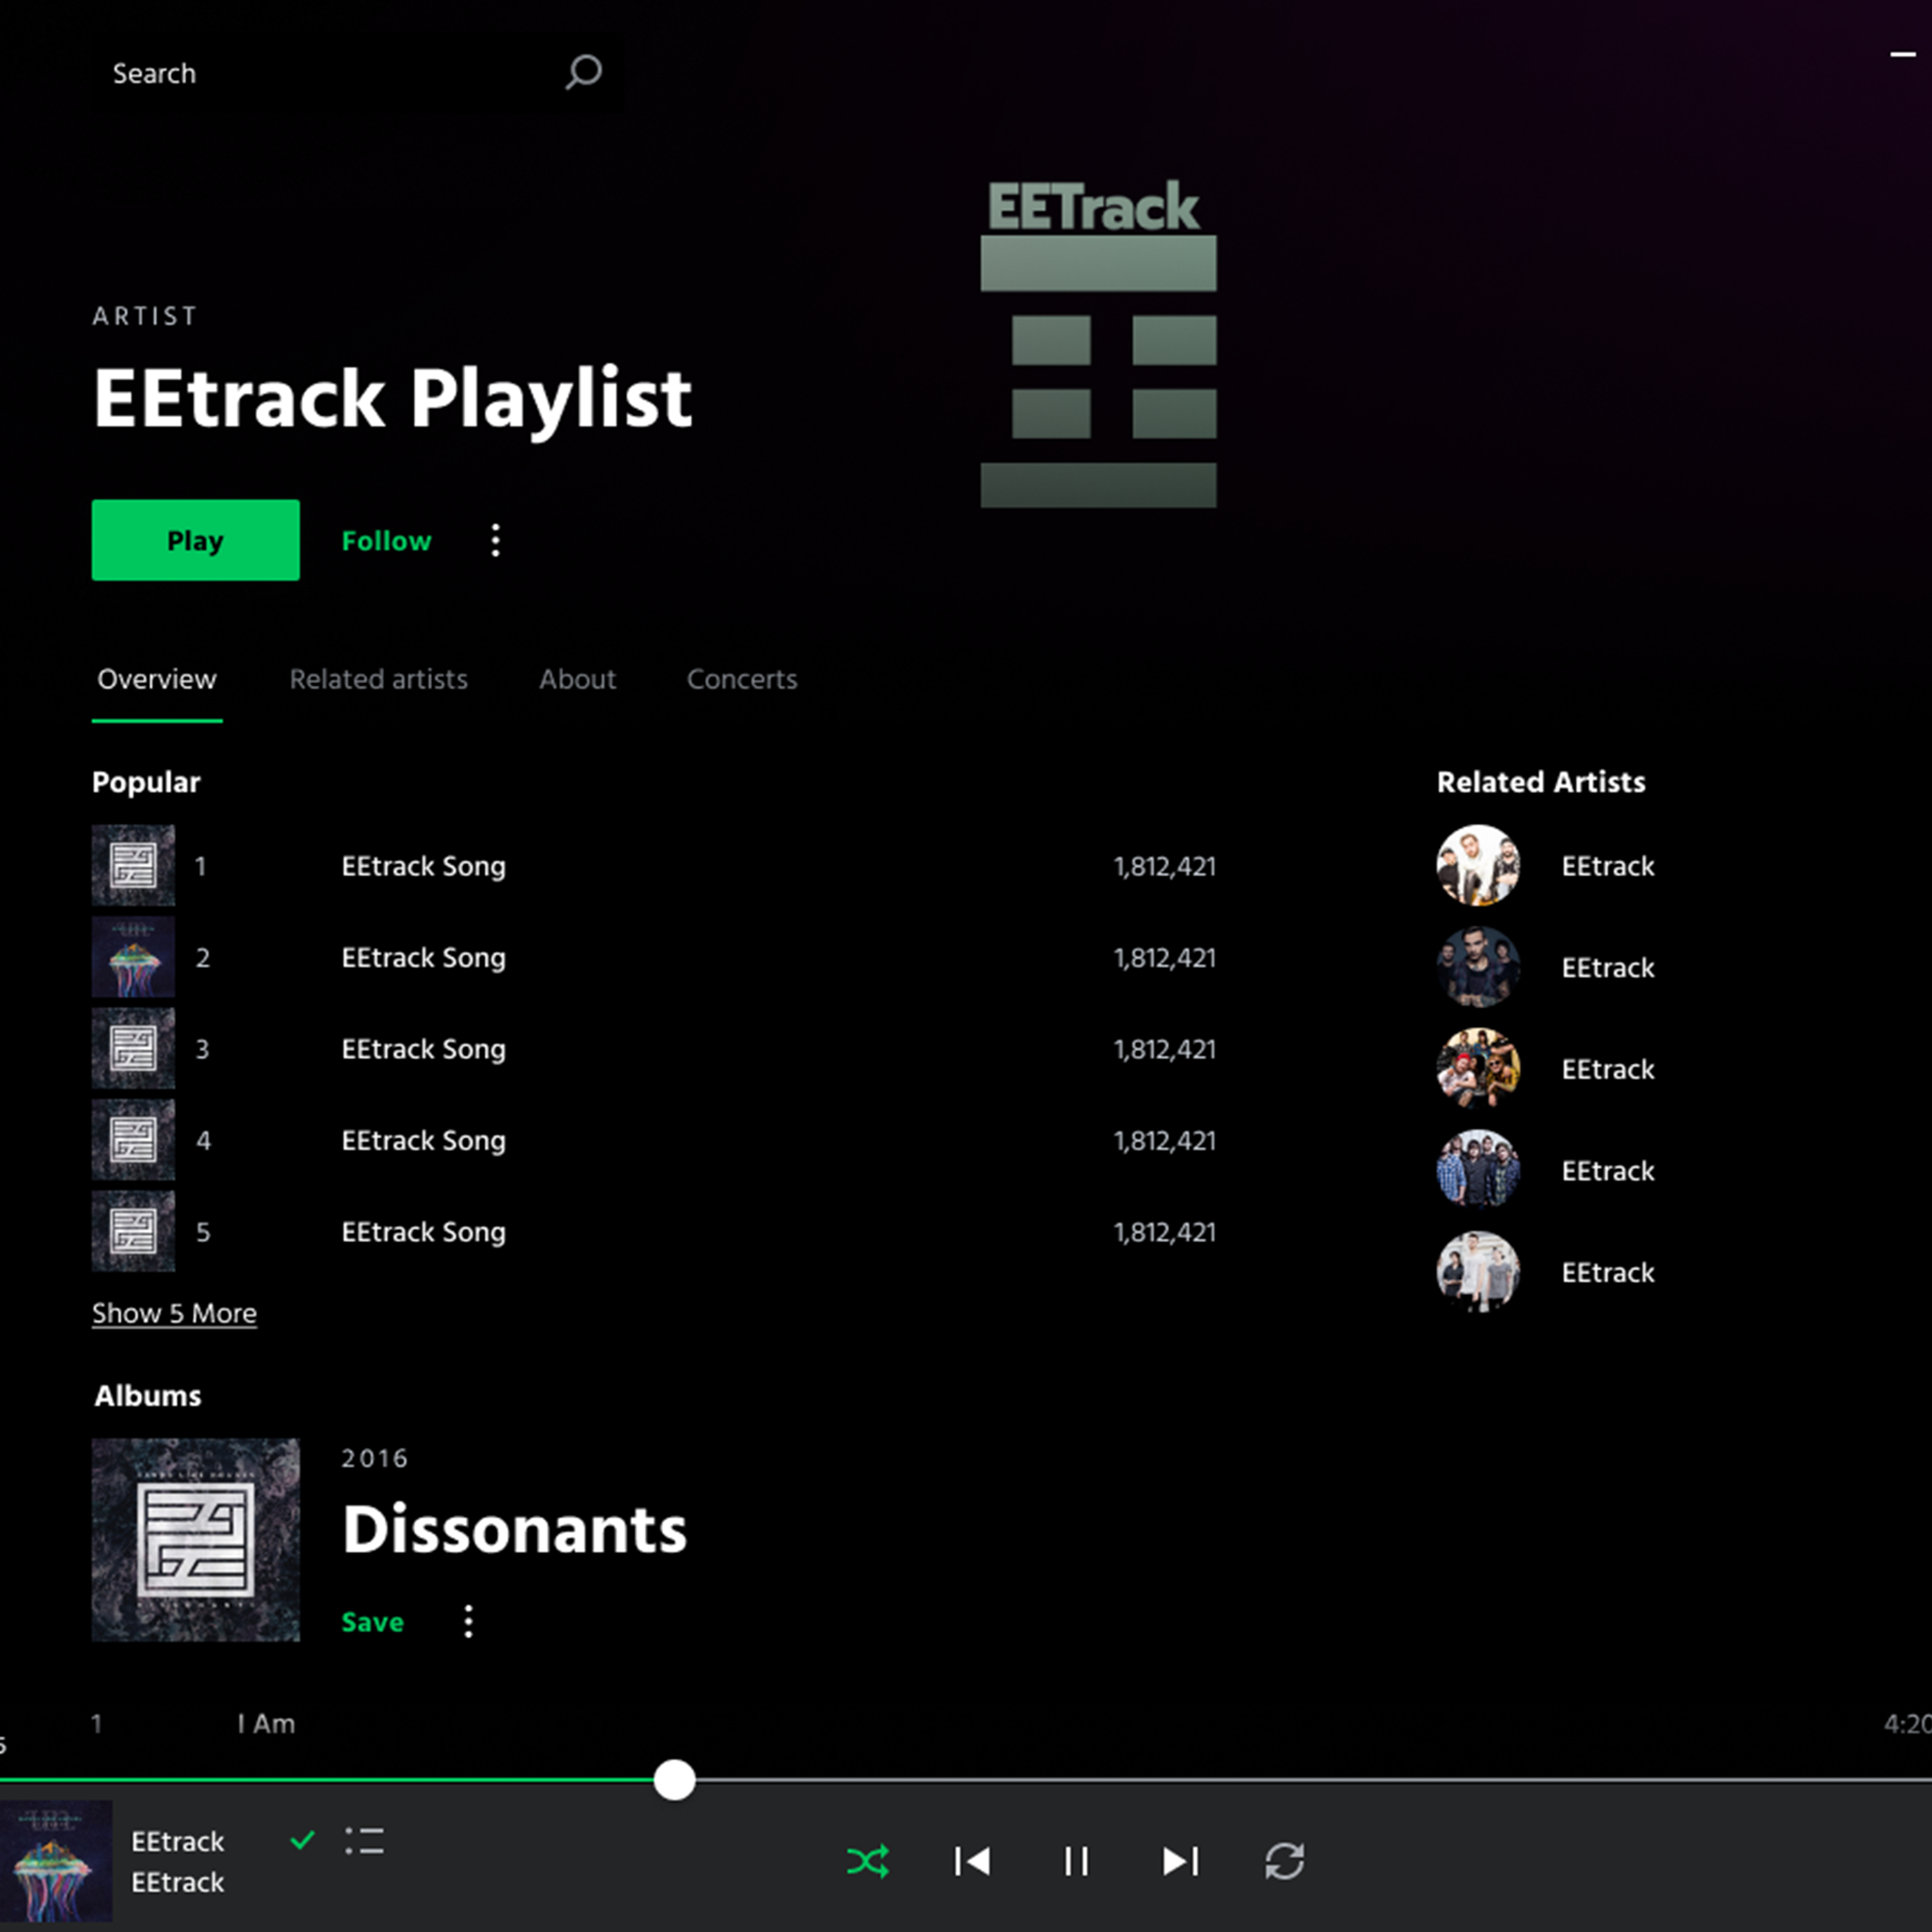 Search
EETrack
ARTIST
EEtrack Playlist
Play Follow
Overview Related artists About Concerts
Popular
1 EEtrack Song 1,812,421
2 EEtrack Song 1,812,421
3 EEtrack Song 1,812,421
4 EEtrack Song 1,812,421
5 EEtrack Song 1,812,421
Show 5 More
Related Artists
EEtrack
EEtrack
EEtrack
EEtrack
EEtrack
Albums
2016
Dissonants
Save
1 I Am 4:20
EEtrack
EEtrack